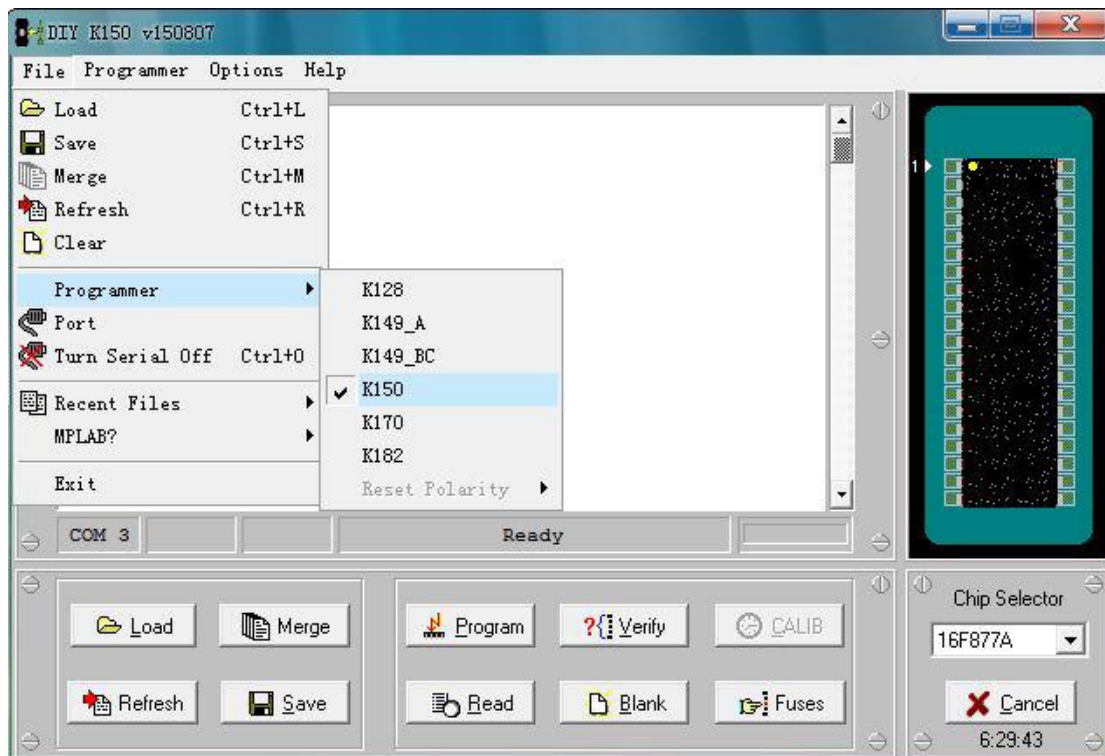 DIY K150 v150807
File Programmer Options Help
Load Ctrl+L
Save Ctrl+S
Merge Ctrl+M
Refresh Ctrl+R
Clear
Programmer
Port
Turn Serial Off Ctrl+O
Recent Files
MPLAB?
Exit
K128
K149_A
K149_BC
K150
K170
K182
Reset Polarity
1
COM 3 Ready
Load Merge Program Verify CALIB
Refresh Save Read Blank Fuses
Chip Selector
16F877A
Cancel
6:29:43